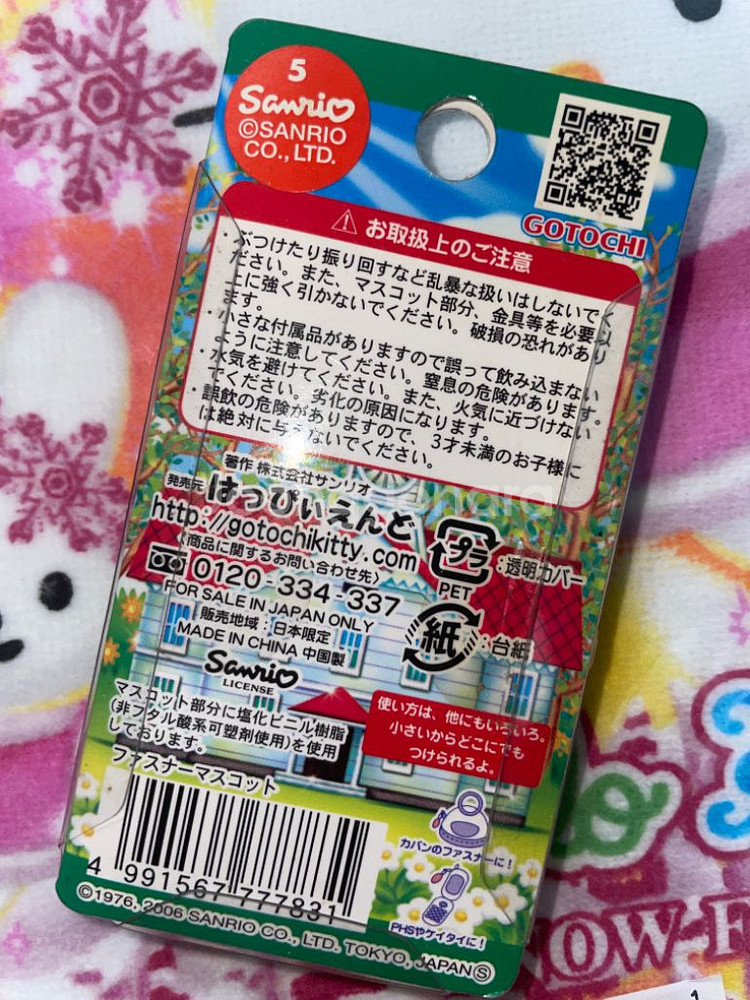 5
Sanrio
©SANRIO
CO., LTD.
GOTOCHI
お取扱上のご注意
・ぶつけたり振り回すなど乱暴な扱いはしないでく
ださい。また、マスコット部分、金具等を必要以
上に強く引かないでください。破損の恐れがあり
ます。
・小さな付属品がありますので誤って飲み込まない
ように注意してください。窒息の危険があります。
・水気を避けてください。また、火気に近づけない
でください。劣化の原因になります。
・誤飲の危険がありますので、3才未満のお子様に
は絶対に与えないでください。
著作 株式会社サンリオ
発売元 はっぴぃえんど
http://gotochikitty.com
〈商品に関するお問い合わせ先〉
0120-334-337
FOR SALE IN JAPAN ONLY
販売地域：日本限定
MADE IN CHINA 中国製
Sanrio
LICENSE
プラ：透明カバー
PET
紙：台紙
マスコット部分に塩化ビニル樹脂
(非フタル酸系可塑剤使用)を使用
しております。
ファスナーマスコット
使い方は、他にもいろいろ。
小さいからどこにでも
つけられるよ。
カバンのファスナーに！
PHSやケイタイに！
4 991567 777831
©1976, 2006 SANRIO CO., LTD. TOKYO, JAPAN Ⓢ